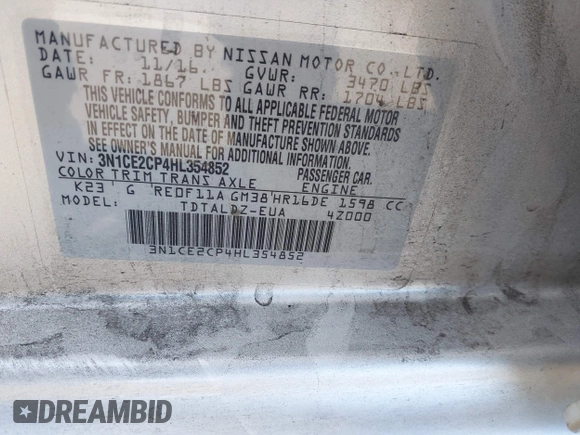 MANUFACTURED BY NISSAN MOTOR CO., LTD.
DATE: 11/16 GVWR: 3470 LBS
GAWR FR: 1867 LBS GAWR RR: 1704 LBS
THIS VEHICLE CONFORMS TO ALL APPLICABLE FEDERAL MOTOR
VEHICLE SAFETY, BUMPER AND THEFT PREVENTION STANDARDS
IN EFFECT ON THE DATE OF MANUFACTURE SHOWN ABOVE.
SEE OWNER'S MANUAL AND AFFIXED LABELS.
VIN: 3N1CE2CP4HL354852 PASSENGER CAR
COLOR TRIM TRANS AXLE ENGINE
K23 G RE0F11A GM38 HR16DE 1598 CC
MODEL: TDTALDZ-EUA 4Z000
3N1CE2CP4HL354852
DREAMBID